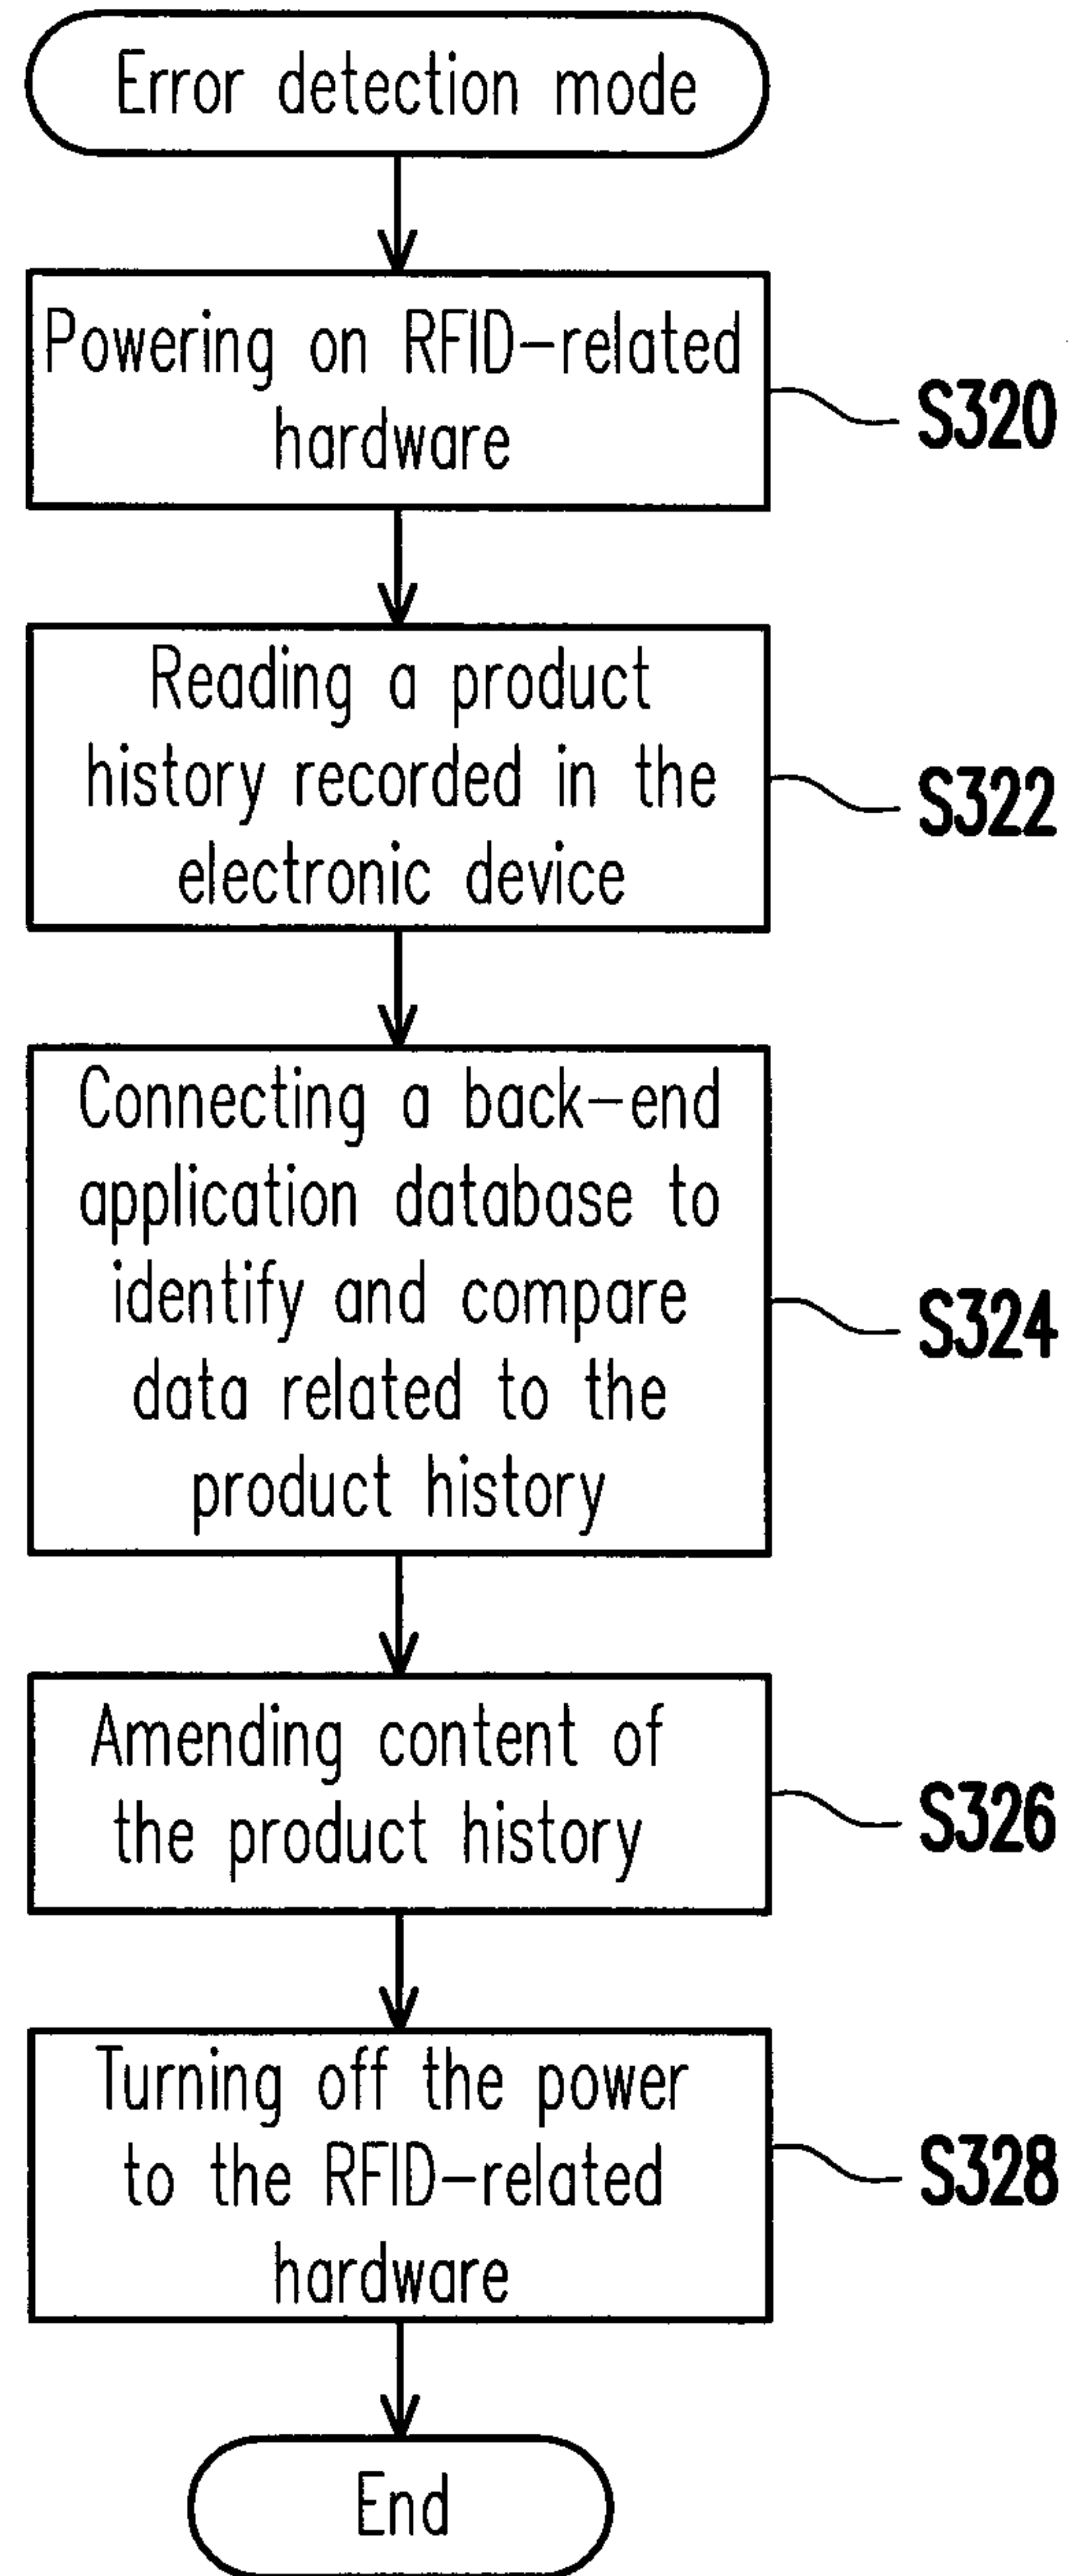 Error detection mode
Powering on RFID-related
hardware
S320
Reading a product
history recorded in the
electronic device
S322
Connecting a back-end
application database to
identify and compare
data related to the
product history
S324
Amending content of
the product history
S326
Turning off the power
to the RFID-related
hardware
S328
End